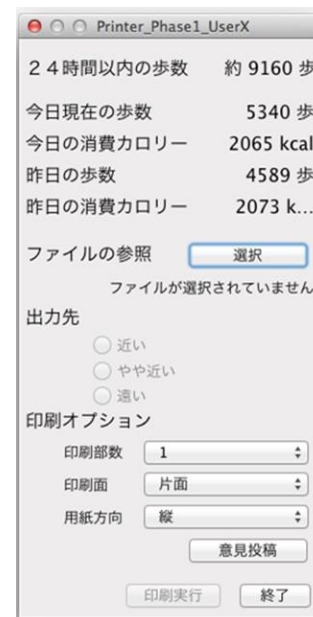 Printer_Phase1_UserX
２４時間以内の歩数 約 9160 歩
今日現在の歩数 5340 歩
今日の消費カロリー 2065 kcal
昨日の歩数 4589 歩
昨日の消費カロリー 2073 k...
ファイルの参照 選択
ファイルが選択されていません
出力先
近い
やや近い
遠い
印刷オプション
印刷部数 1
印刷面 片面
用紙方向 縦
意見投稿
印刷実行 終了